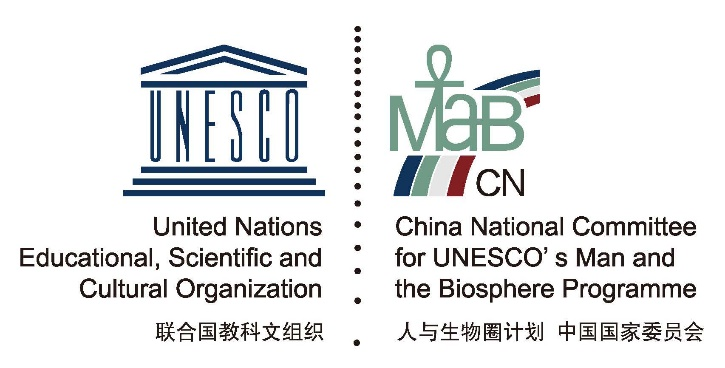 UNESCO
United Nations
Educational, Scientific and
Cultural Organization
联合国教科文组织
MaB
CN
China National Committee
for UNESCO’s Man and
the Biosphere Programme
人与生物圈计划 中国国家委员会